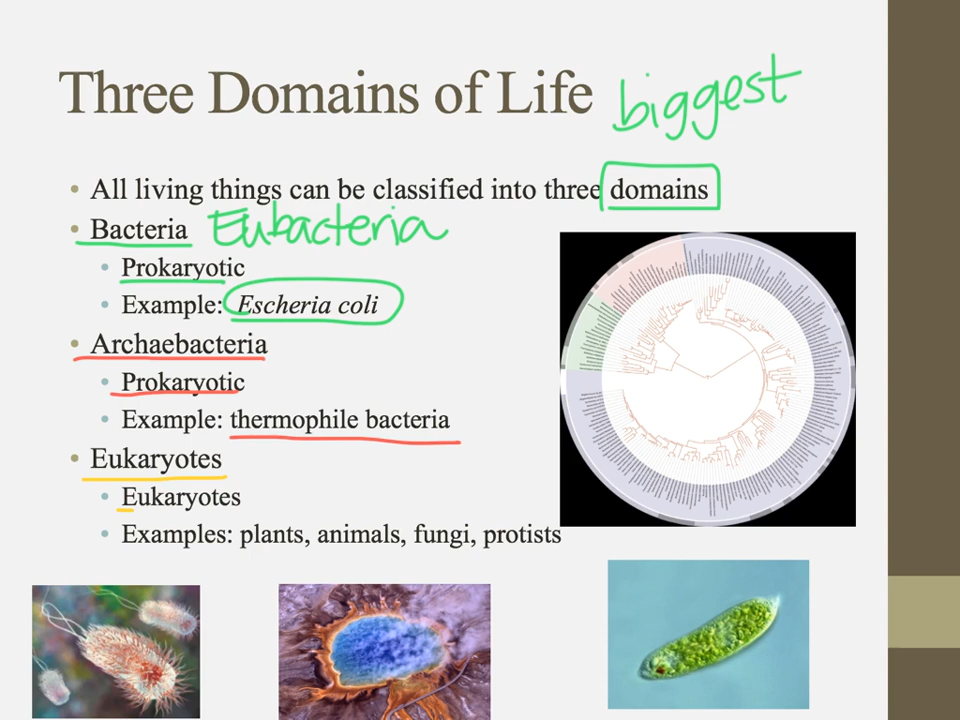 Three Domains of Life biggest
• All living things can be classified into three domains
• Bacteria Eubacteria
• Prokaryotic
• Example: Escheria coli
• Archaebacteria
• Prokaryotic
• Example: thermophile bacteria
• Eukaryotes
• Eukaryotes
• Examples: plants, animals, fungi, protists